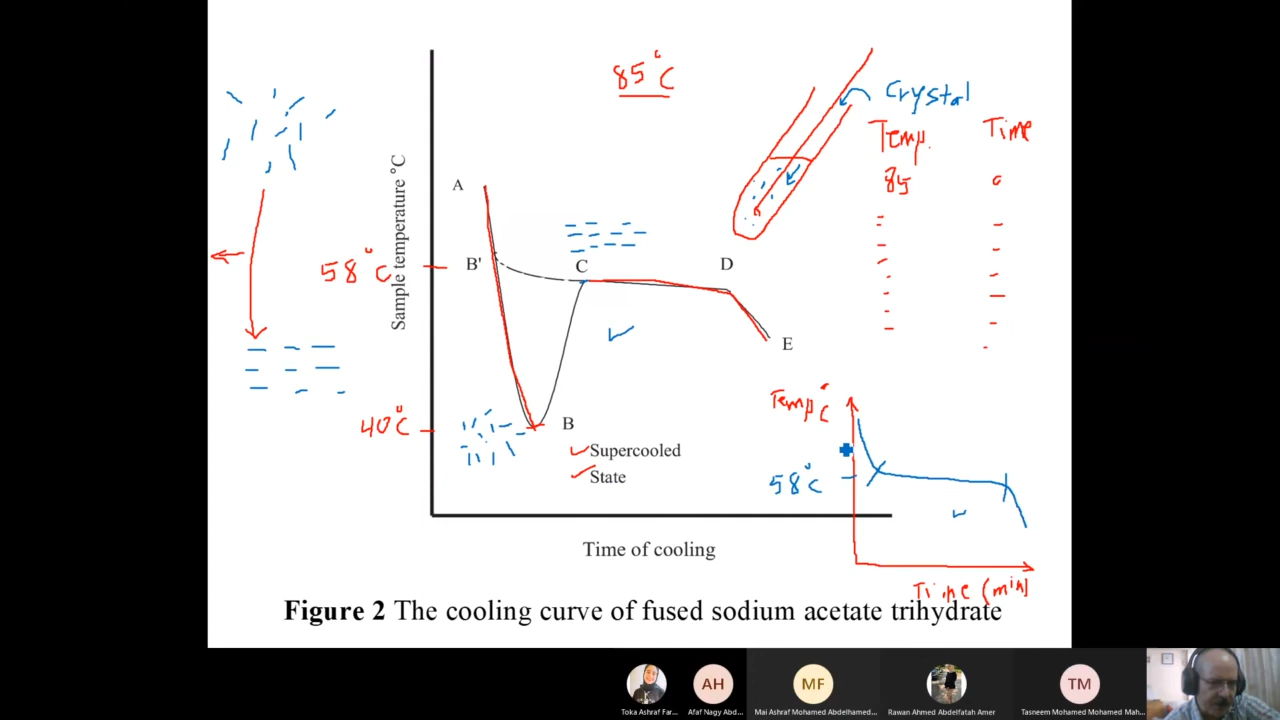 85°C
Crystal
Temp. Time
85 0
Sample temperature °C
A
B'
C
D
58°C
E
40°C
B
Supercooled
State
Temp °C
58°C
Time of cooling
Time (min)
Figure 2 The cooling curve of fused sodium acetate trihydrate
AH
MF
TM
Toka Ashraf Far...
Afaf Nagy Abd...
Mai Ashraf Mohamed Abdelhamed...
Rawan Ahmed Abdelfatah Amer
Tasneem Mohamed Mohamed Mah...